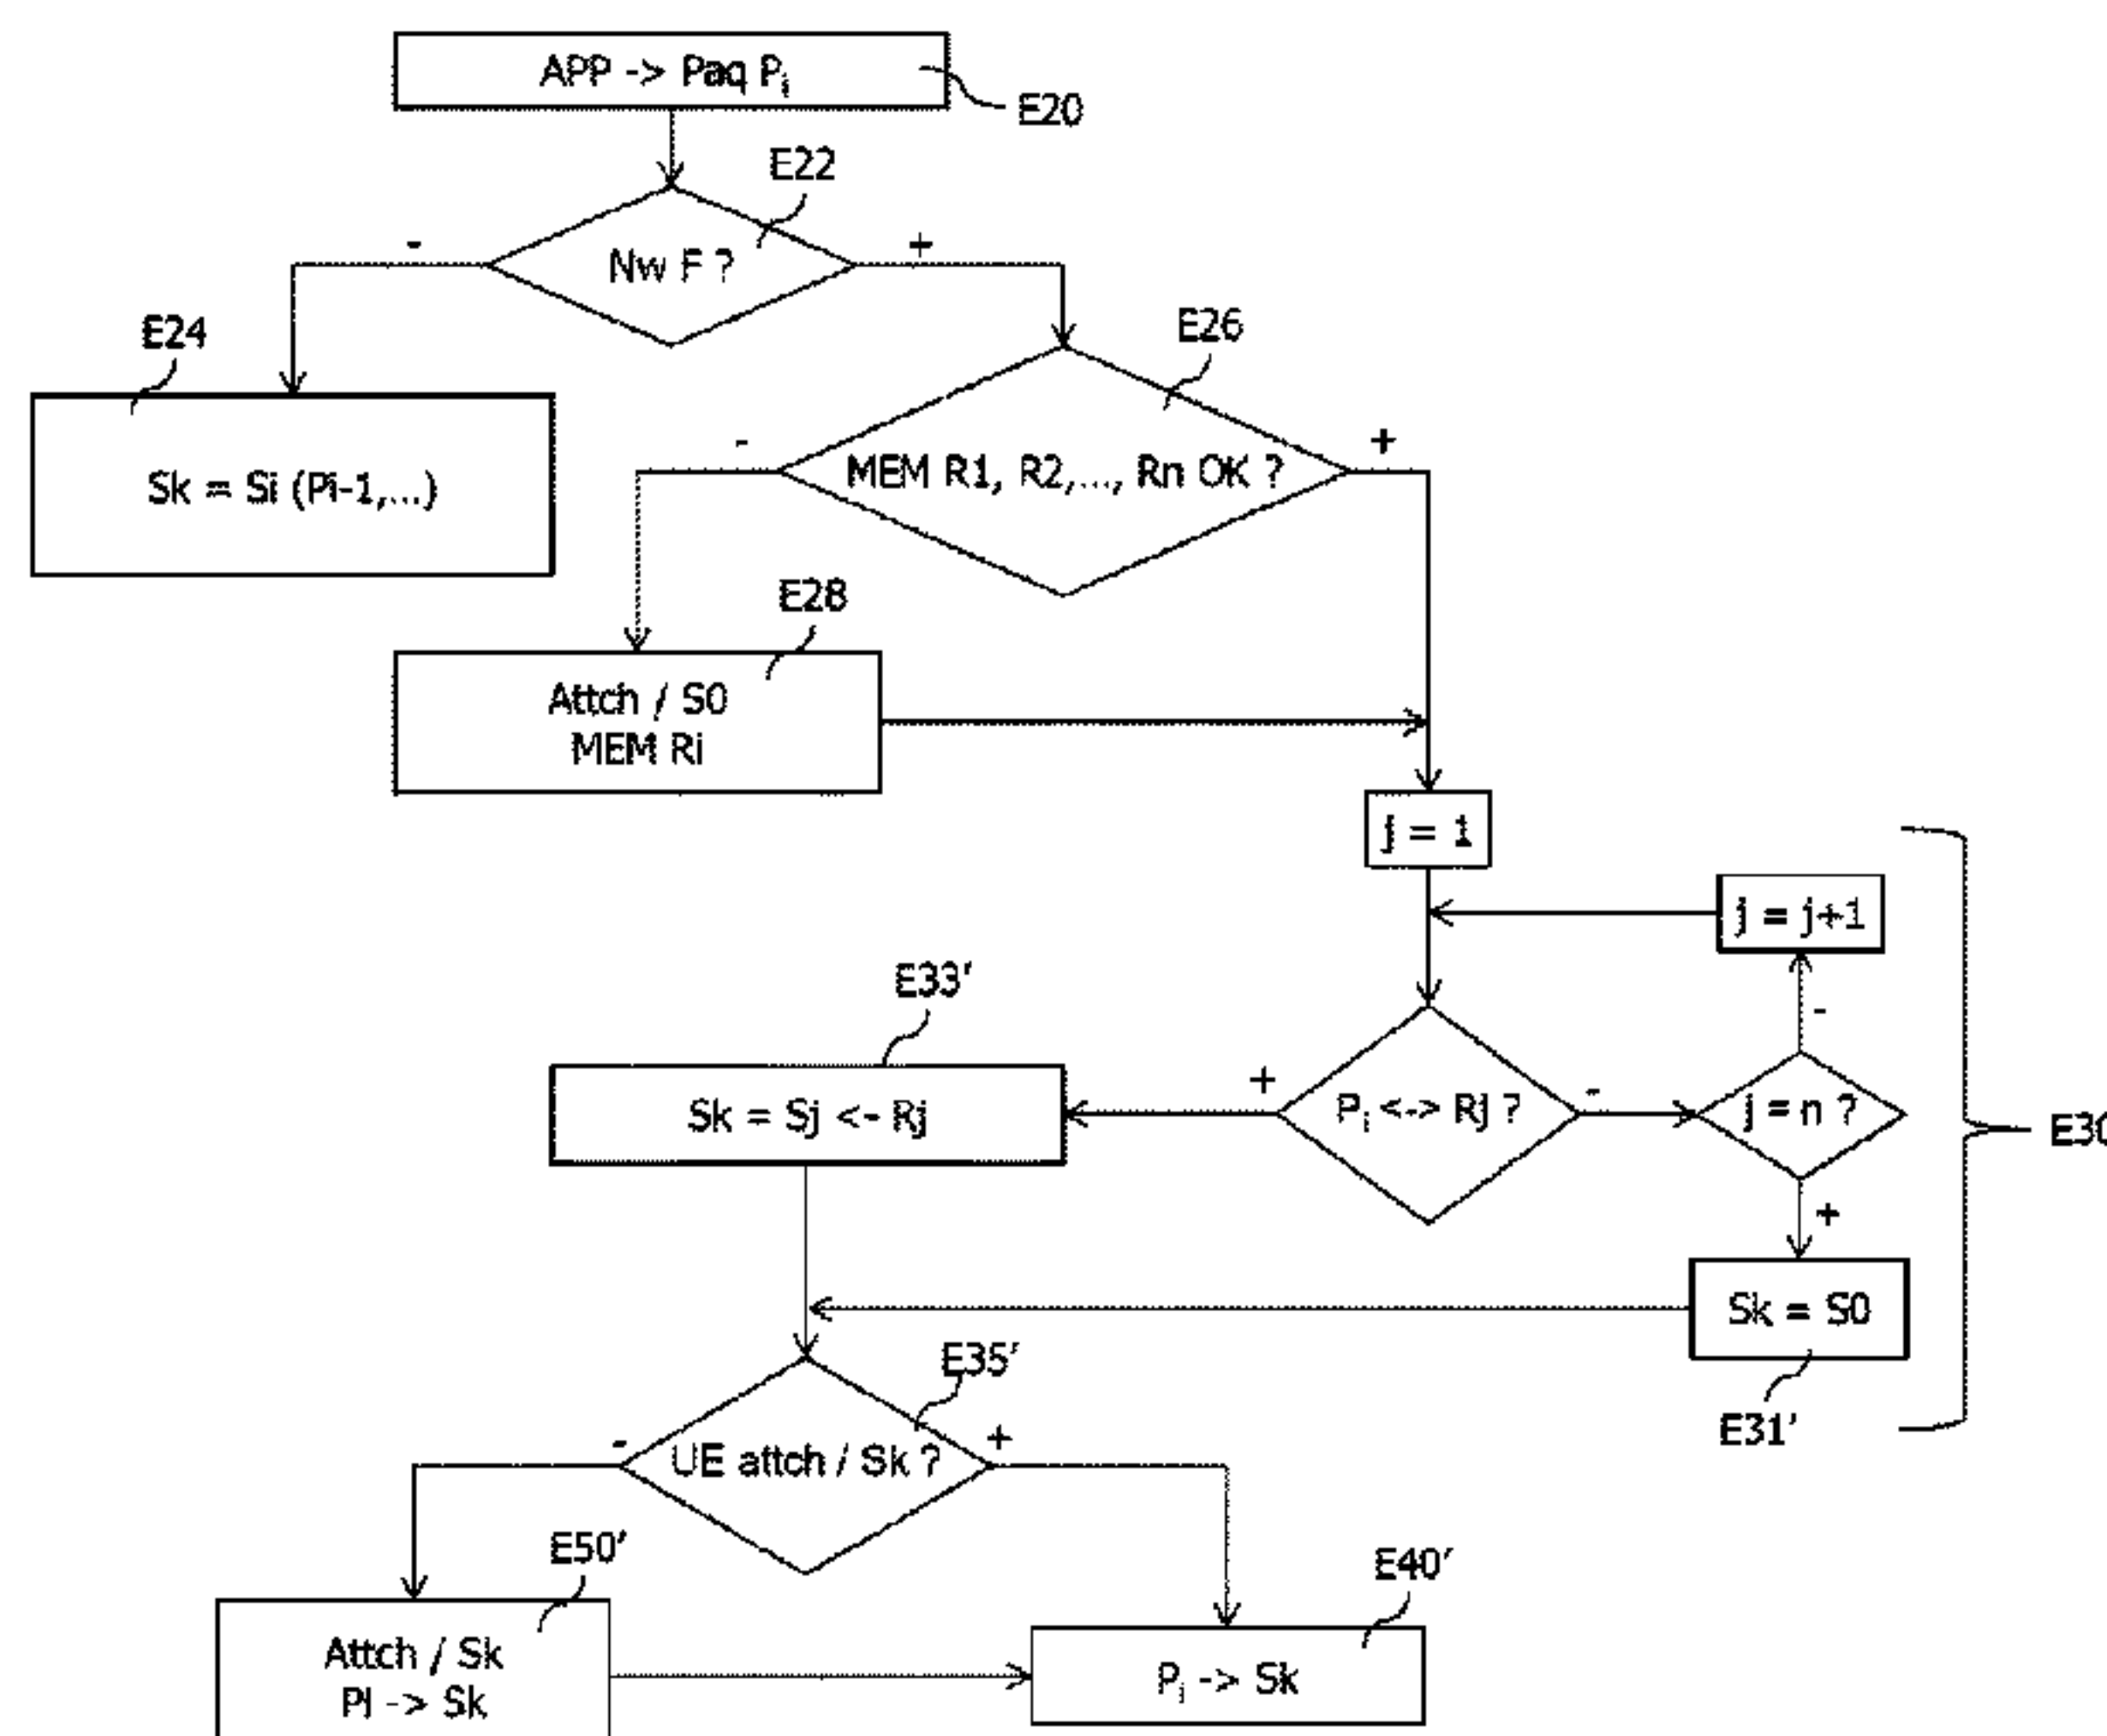 APP -> Paq Pi
E20
E22
Nw F ?
-
+
E24
E26
Sk = Si (Pi-1,...)
MEM R1, R2,..., Rn OK ?
-
+
E28
Attch / S0
MEM Ri
j = 1
j = j+1
-
E33'
Sk = Sj <- Rj
+
Pi <-> Rj ?
-
j = n ?
E30
+
Sk = S0
E31'
E35'
UE attch / Sk ?
-
+
E50'
Attch / Sk
Pi -> Sk
E40'
Pi -> Sk